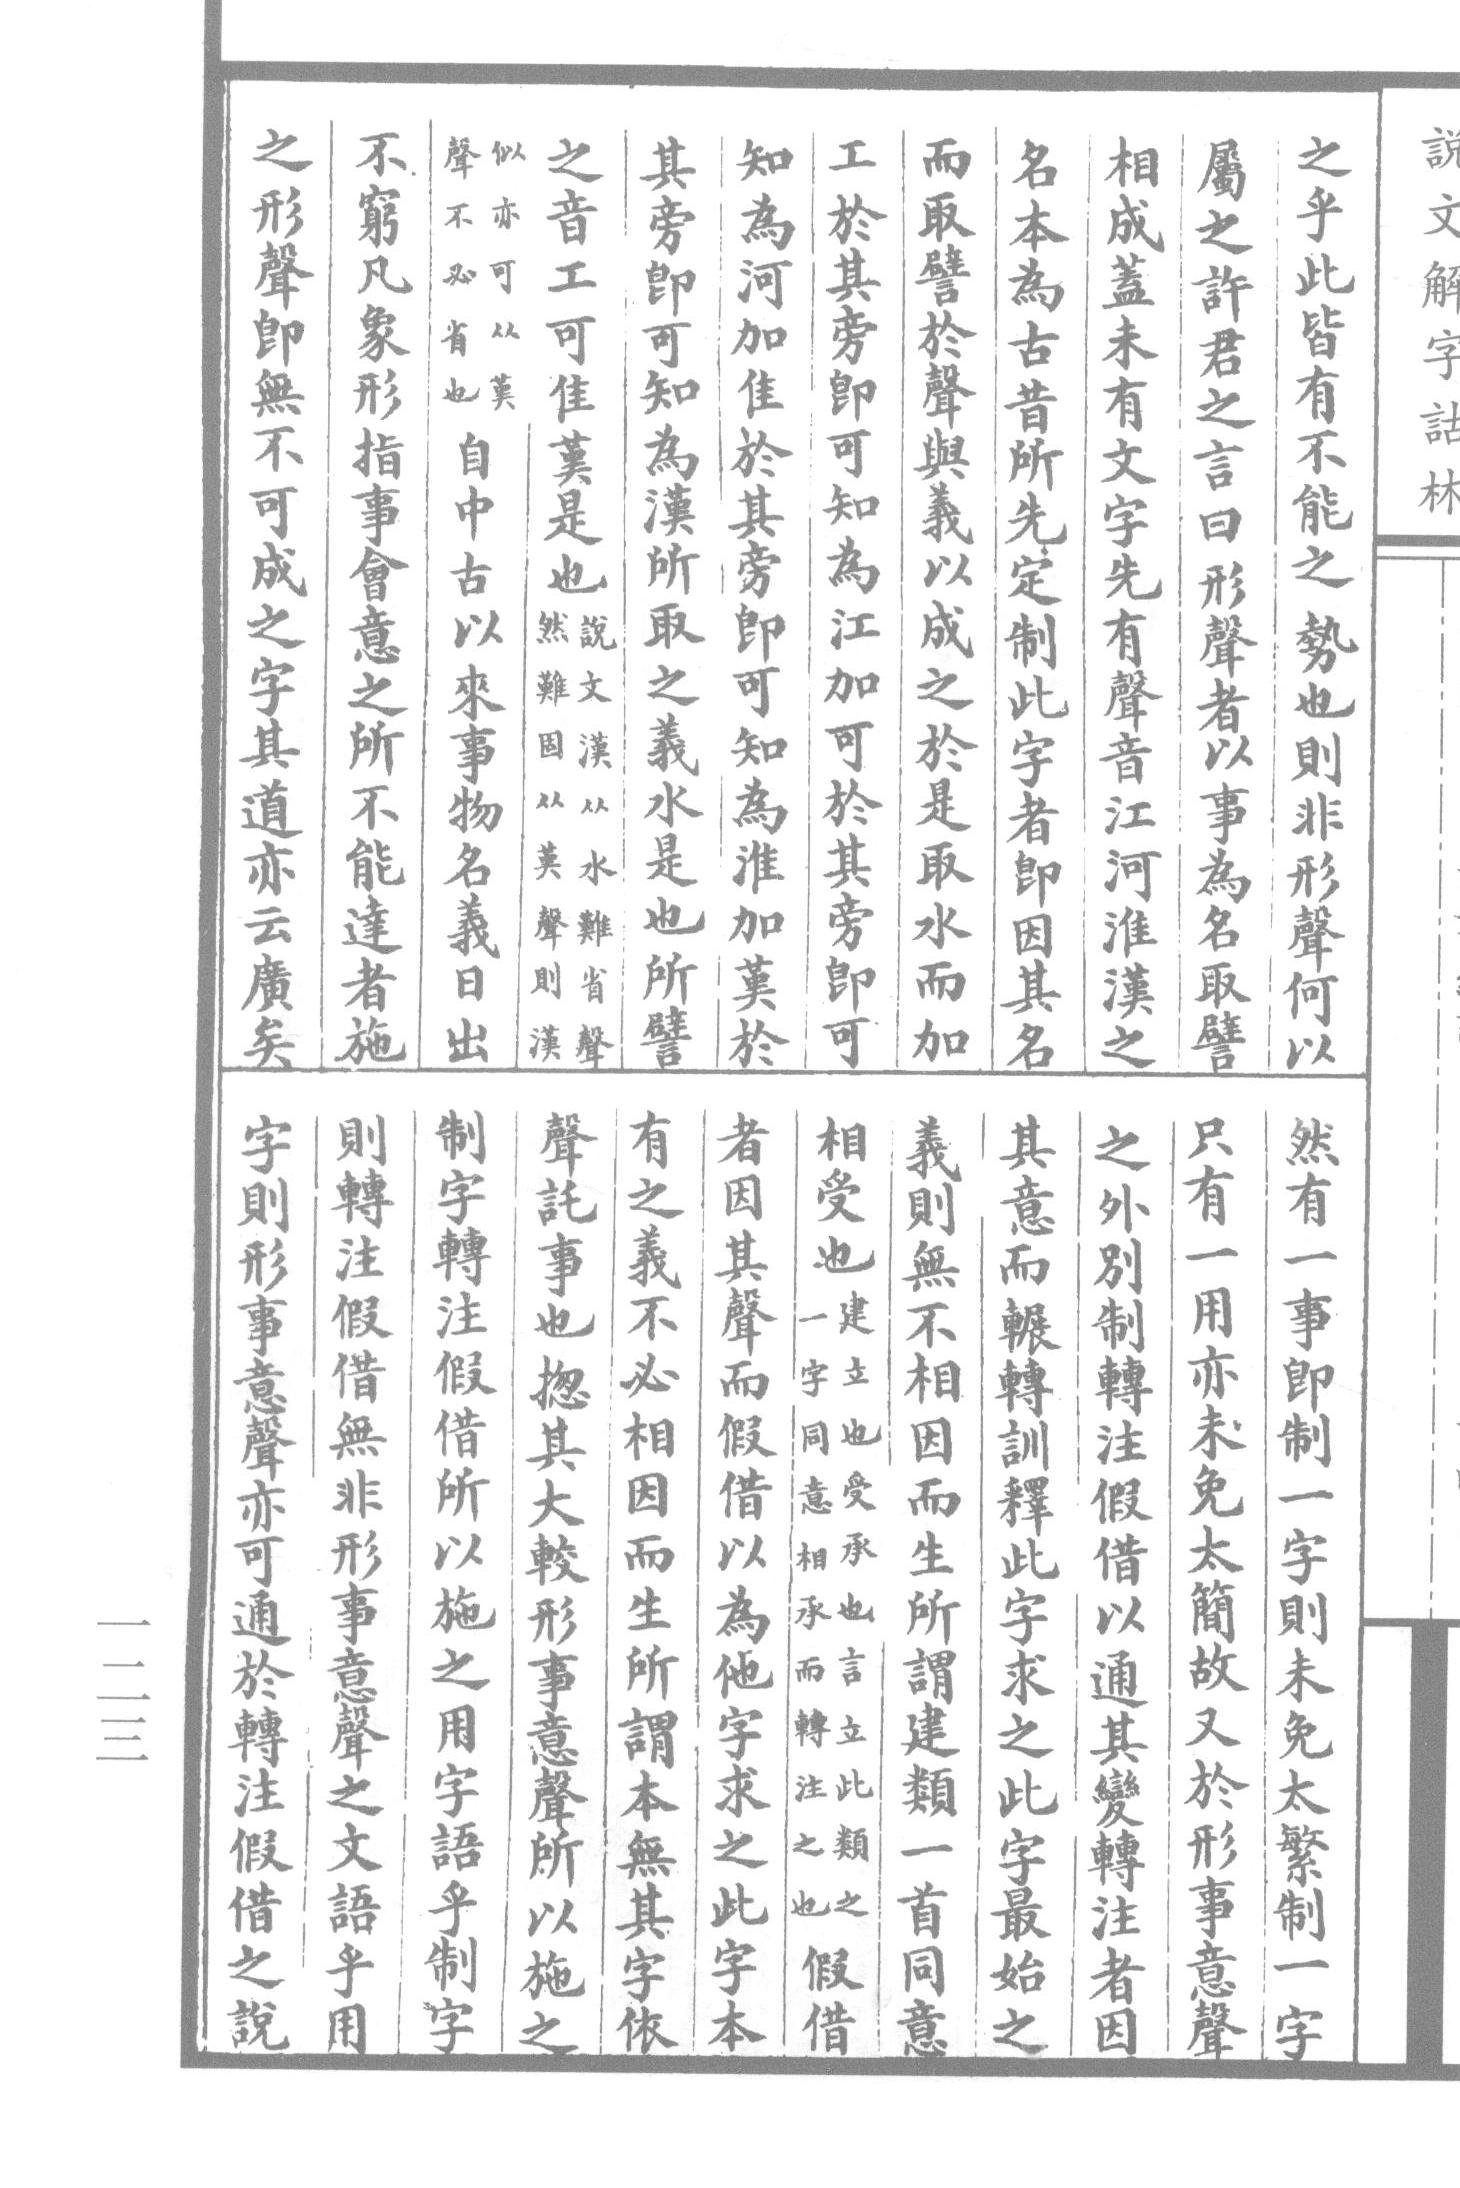 說文解字詁林
之乎此皆有不能之勢也則非形聲何以
屬之許君之言曰形聲者以事為名取譬
相成蓋未有文字先有聲音江河淮漢之
名本為古昔所先定制此字者即因其名
而取譬於聲與義以成之於是取水而加
工於其旁即可知為江加可於其旁即可
知為河加隹於其旁即可知為淮加𦰩於
其旁即可知為漢所取之義水是也所譬
之音工可隹𦰩是也說文漢从水難省聲然難固从𦰩聲則漢
似亦可从𦰩聲不必省也自中古以來事物名義日出
不窮凡象形指事會意之所不能達者施
之形聲即無不可成之字其道亦云廣矣
然有一事即制一字則未免太繁制一字
只有一用亦未免太簡故又於形事意聲
之外別制轉注假借以通其變轉注者因
其意而輾轉訓釋此字求之此字最始之
義則無不相因而生所謂建類一首同意
相受也建立也受承也言立此類之一字同意相承而轉注之也假借
者因其聲而假借以為他字求之此字本
有之義不必相因而生所謂本無其字依
聲託事也揔其大較形事意聲所以施之
制字轉注假借所以施之用字語乎制字
則轉注假借無非形事意聲之文語乎用
字則形事意聲亦可通於轉注假借之說
一二三